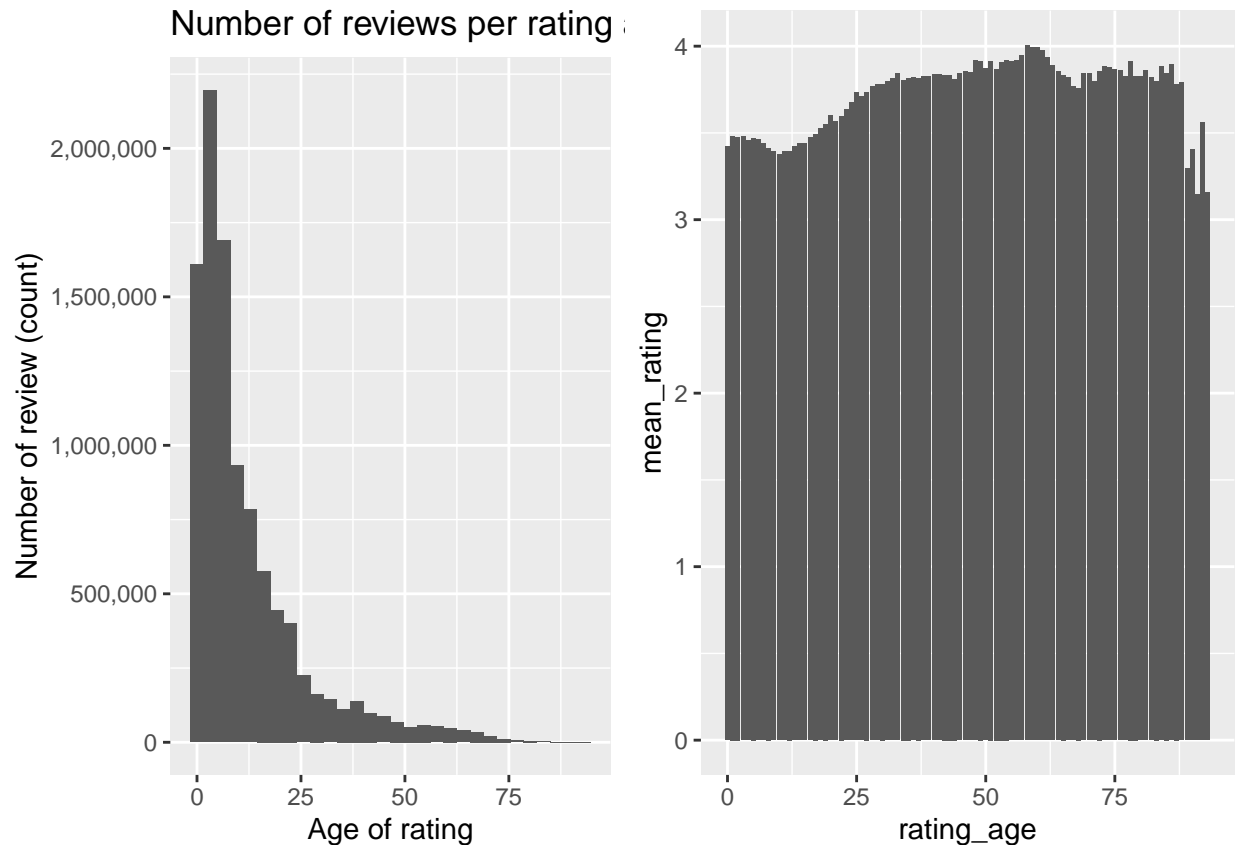 Number of reviews per rating
Number of review (count)
2,000,000
1,500,000
1,000,000
500,000
0
0 25 50 75
Age of rating
mean_rating
4
3
2
1
0
0 25 50 75
rating_age